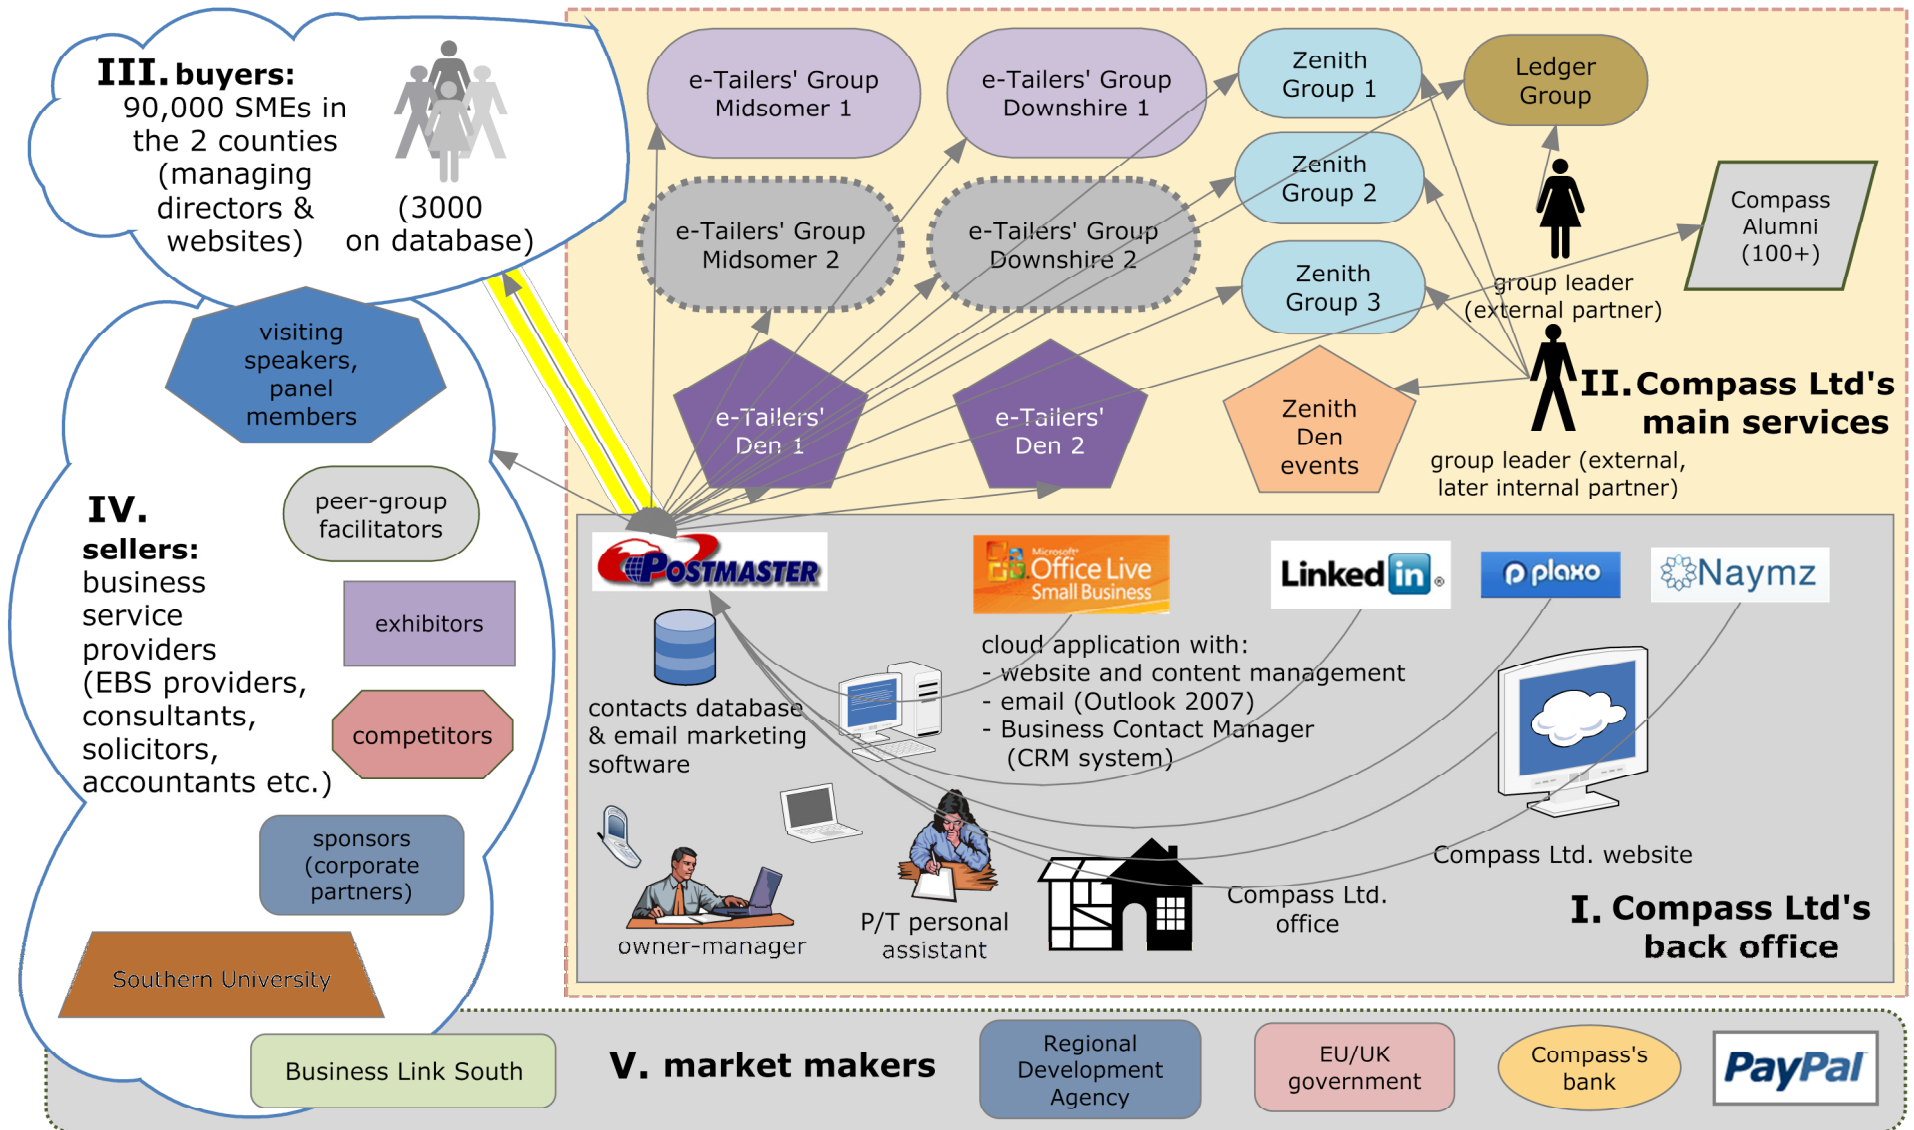 III. buyers:
90,000 SMEs in
the 2 counties
(managing
directors &
websites)
(3000
on database)
e-Tailers' Group
Midsomer 1
e-Tailers' Group
Downshire 1
Zenith
Group 1
Ledger
Group
e-Tailers' Group
Midsomer 2
e-Tailers' Group
Downshire 2
Zenith
Group 2
Zenith
Group 3
Compass
Alumni
(100+)
group leader
(external partner)
e-Tailers'
Den 1
e-Tailers'
Den 2
Zenith
Den
events
II. Compass Ltd's
main services
group leader (external,
later internal partner)
visiting
speakers,
panel
members
IV.
sellers:
business
service
providers
(EBS providers,
consultants,
solicitors,
accountants etc.)
peer-group
facilitators
exhibitors
competitors
sponsors
(corporate
partners)
Southern University
POSTMASTER
Microsoft®
Office Live
Small Business
Linked in ®
plaxo
Naymz
contacts database
& email marketing
software
cloud application with:
- website and content management
- email (Outlook 2007)
- Business Contact Manager
(CRM system)
owner-manager
P/T personal
assistant
Compass Ltd.
office
Compass Ltd. website
I. Compass Ltd's
back office
Business Link South
V. market makers
Regional
Development
Agency
EU/UK
government
Compass's
bank
PayPal